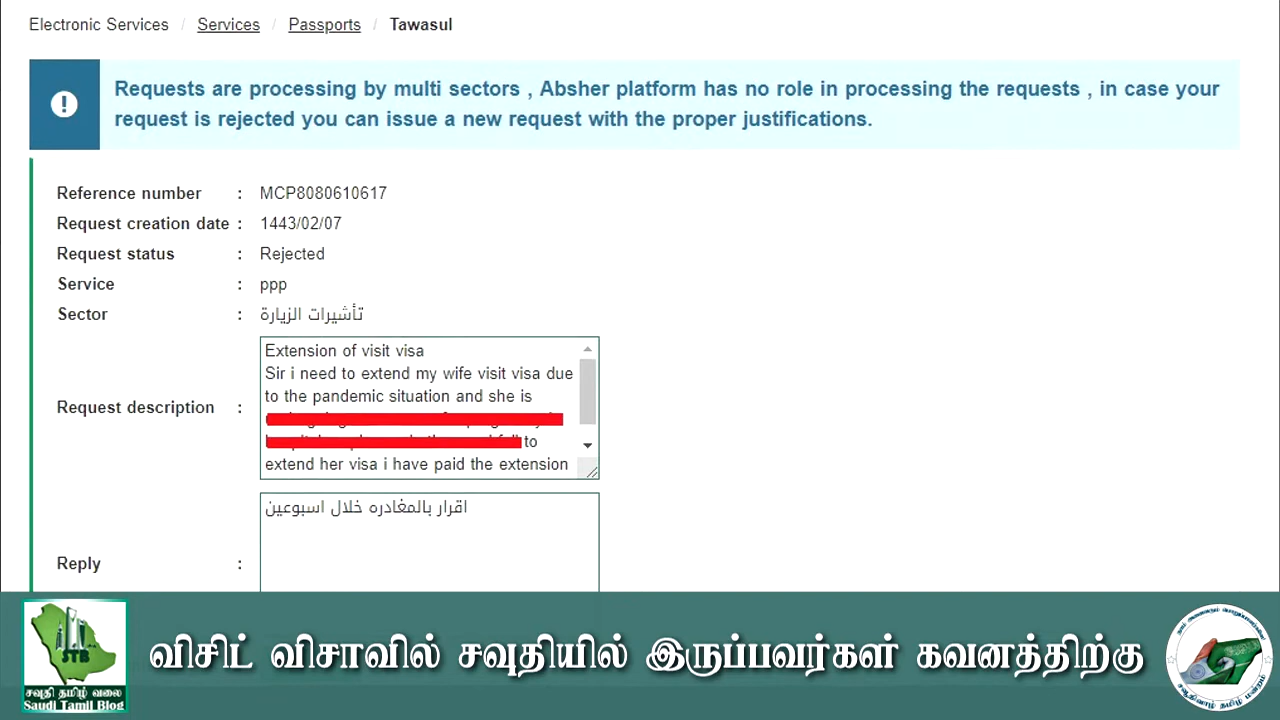 Electronic Services / Services / Passports / Tawasul
Requests are processing by multi sectors , Absher platform has no role in processing the requests , in case your
request is rejected you can issue a new request with the proper justifications.
Reference number : MCP8080610617
Request creation date : 1443/02/07
Request status : Rejected
Service : ppp
Sector : تأشيرات الزيارة
Request description :
Extension of visit visa
Sir i need to extend my wife visit visa due
to the pandemic situation and she is
to
extend her visa i have paid the extension
Reply :
اقرار بالمغادره خلال اسبوعين
விசிட் விசாவில் சவுதியில் இருப்பவர்கள் கவனத்திற்கு
STB
சவுதி தமிழ் வலை
Saudi Tamil Blog